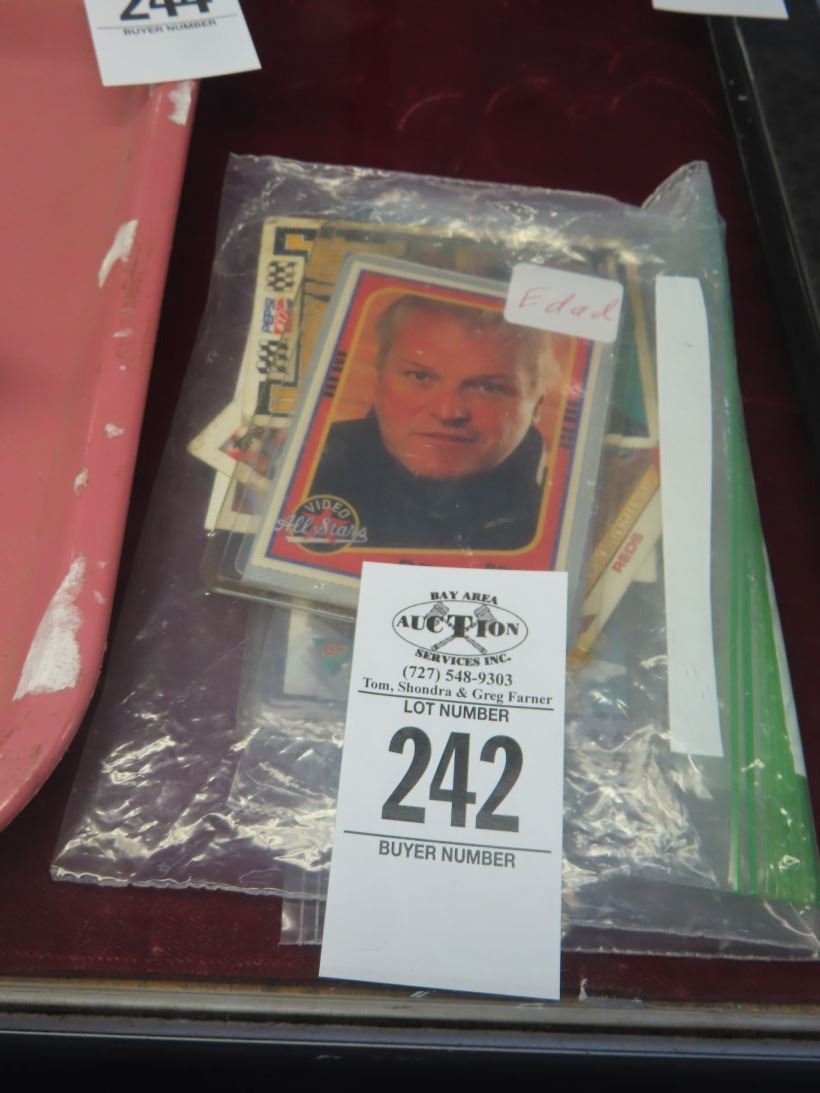 244
BUYER NUMBER
Edad
PEPSI
VIDEO
All-Stars
REDS
BAY AREA
AUCTION
SERVICES INC.
(727) 548-9303
Tom, Shondra & Greg Farner
LOT NUMBER
242
BUYER NUMBER